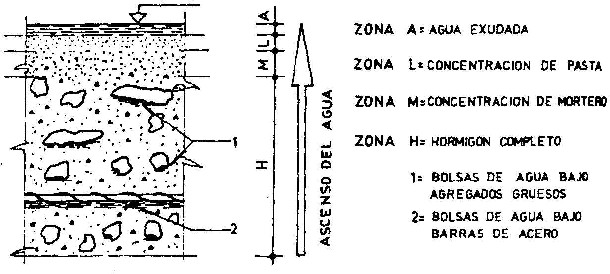 A
L
M
H
1
2
ASCENSO DEL AGUA
ZONA A= AGUA EXUDADA
ZONA L= CONCENTRACION DE PASTA
ZONA M= CONCENTRACION DE MORTERO
ZONA H= HORMIGON COMPLETO
1= BOLSAS DE AGUA BAJO
AGREGADOS GRUESOS
2= BOLSAS DE AGUA BAJO
BARRAS DE ACERO